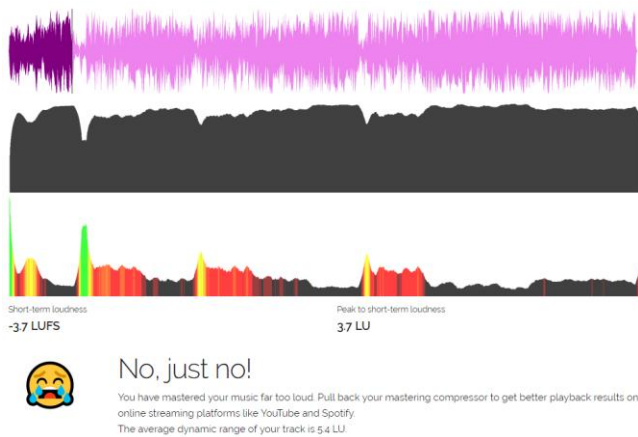 Short-term loudness
Peak to short-term loudness
-3.7 LUFS
3.7 LU
No, just no!
You have mastered your music far too loud. Pull back your mastering compressor to get better playback results on
online streaming platforms like YouTube and Spotify.
The average dynamic range of your track is 5.4 LU.